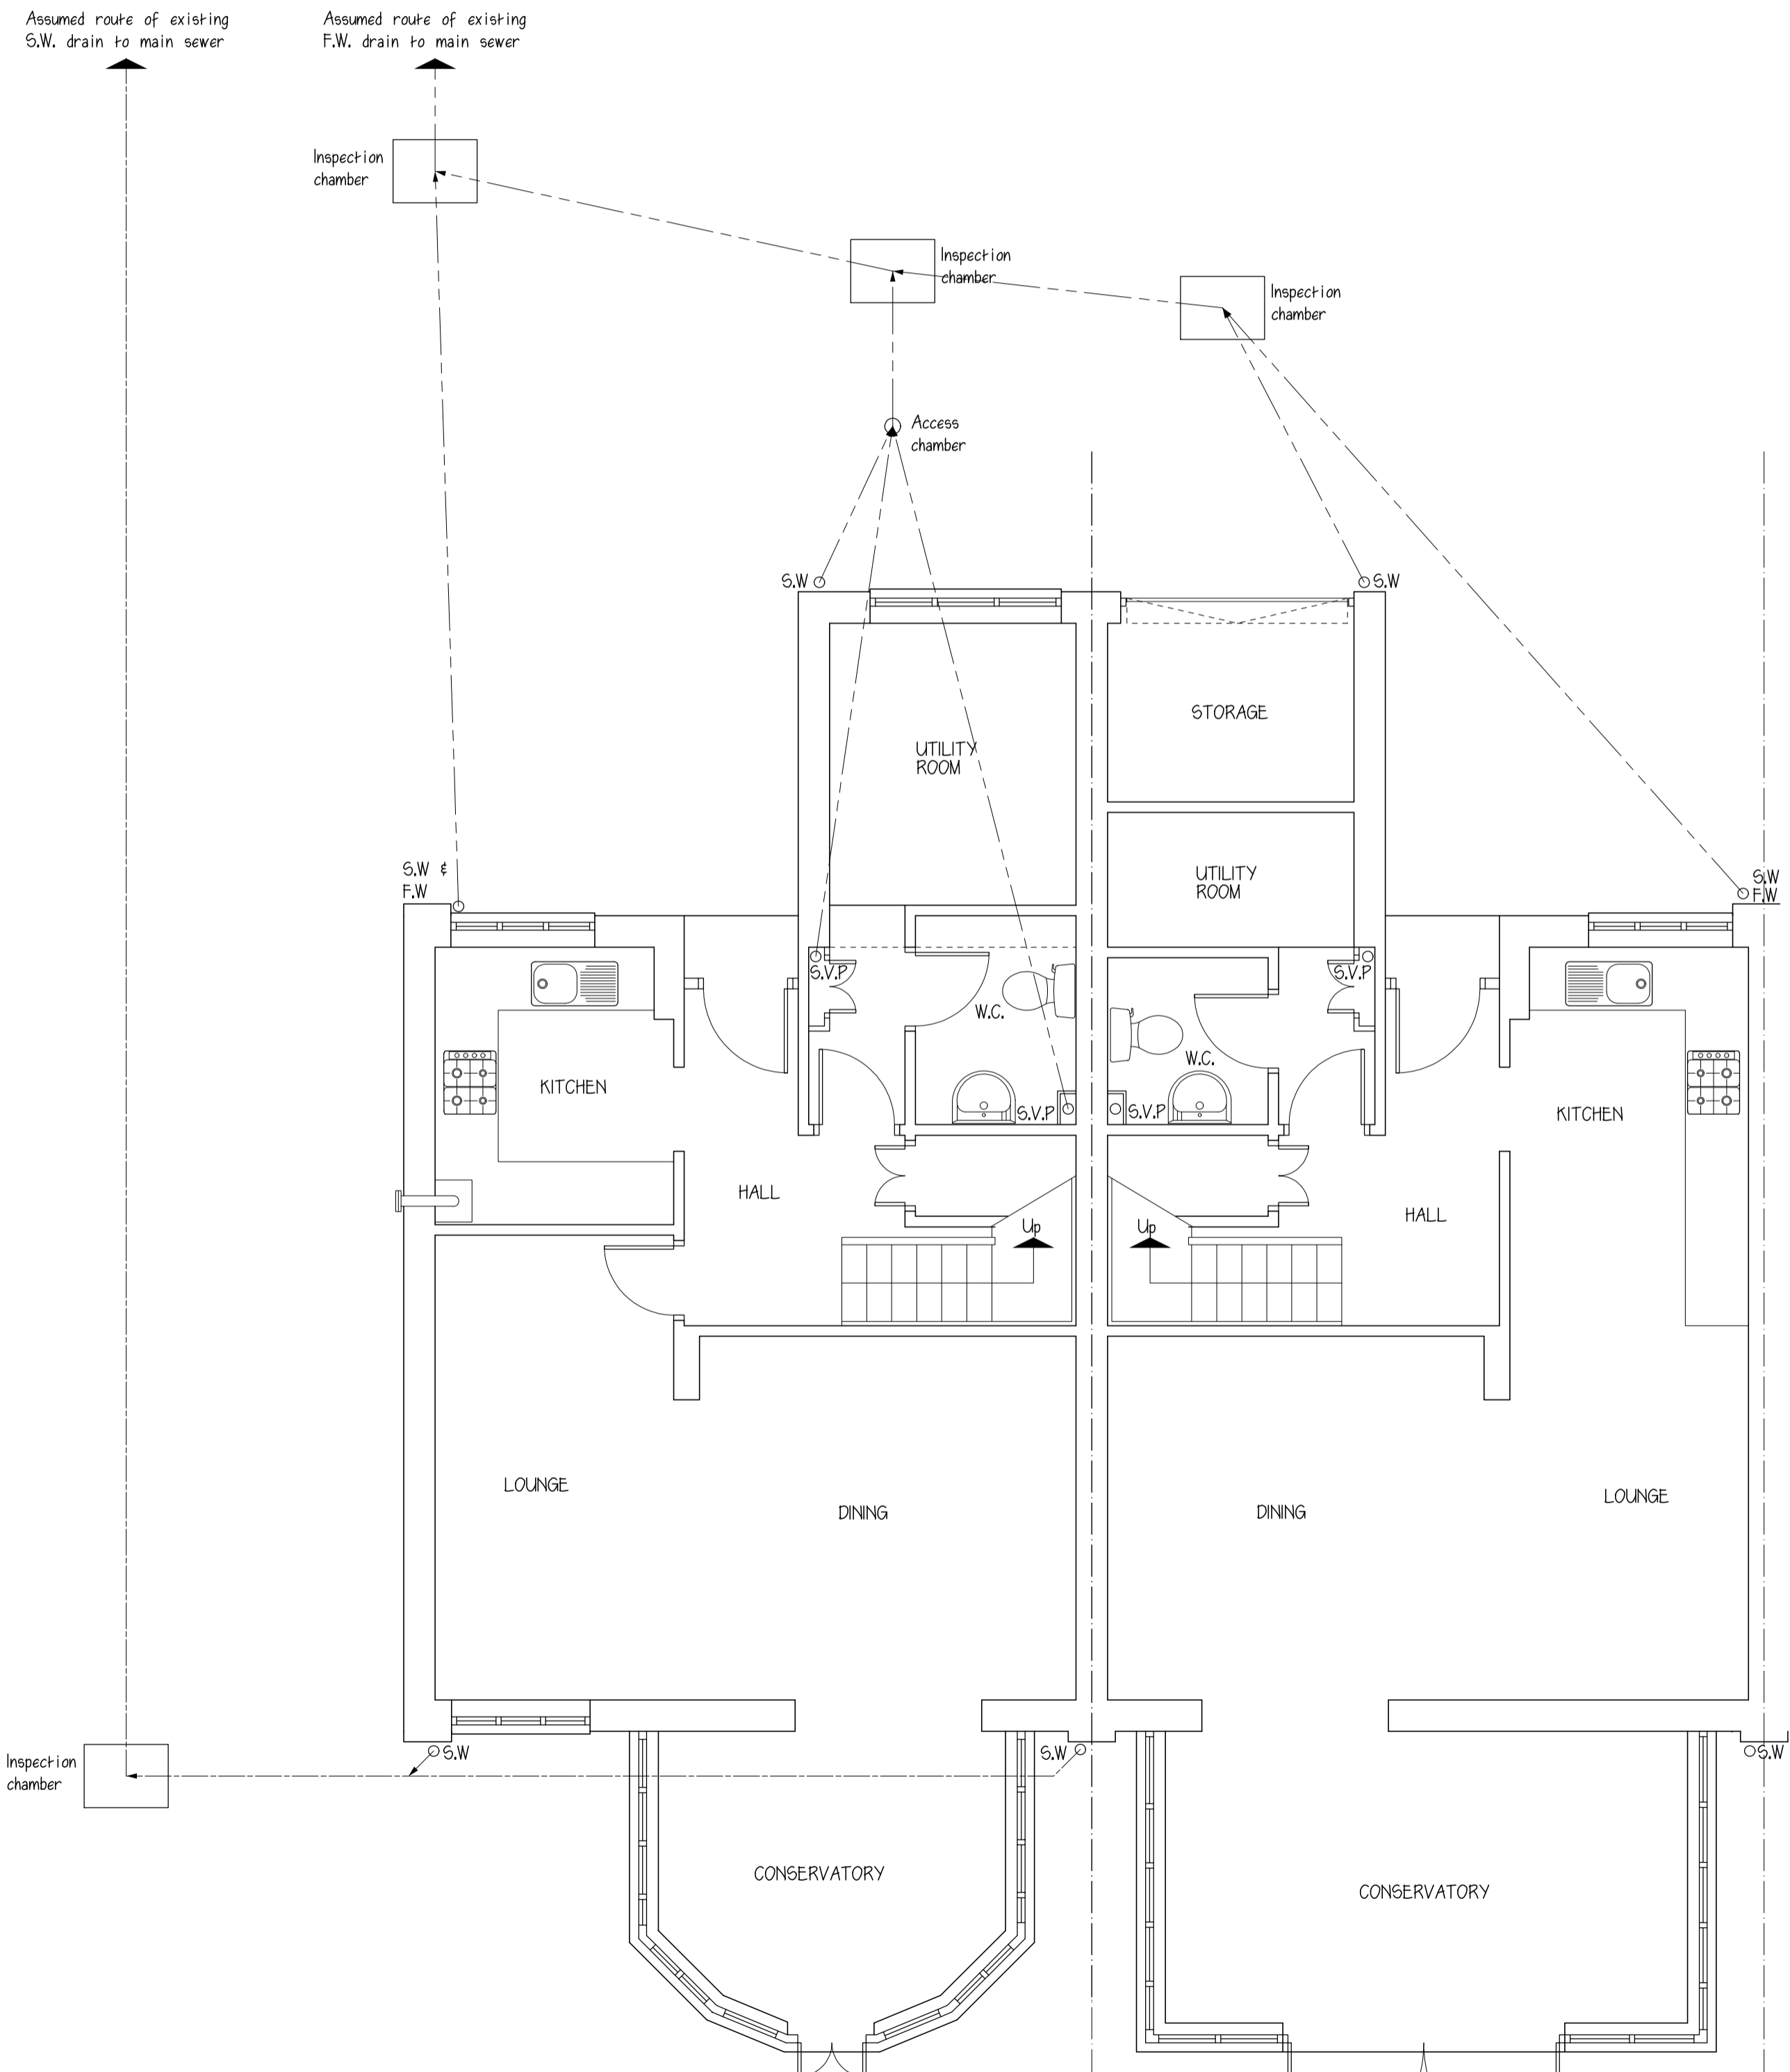 Assumed route of existing
S.W. drain to main sewer
Assumed route of existing
F.W. drain to main sewer
Inspection
chamber
Inspection
chamber
Inspection
chamber
Access
chamber
S.W
S.W
STORAGE
UTILITY
ROOM
UTILITY
ROOM
S.W &
F.W
S.W
F.W
S.V.P
S.V.P
W.C.
W.C.
KITCHEN
S.V.P
S.V.P
KITCHEN
HALL
HALL
Up
Up
LOUNGE
DINING
DINING
LOUNGE
Inspection
chamber
S.W
S.W
S.W
CONSERVATORY
CONSERVATORY